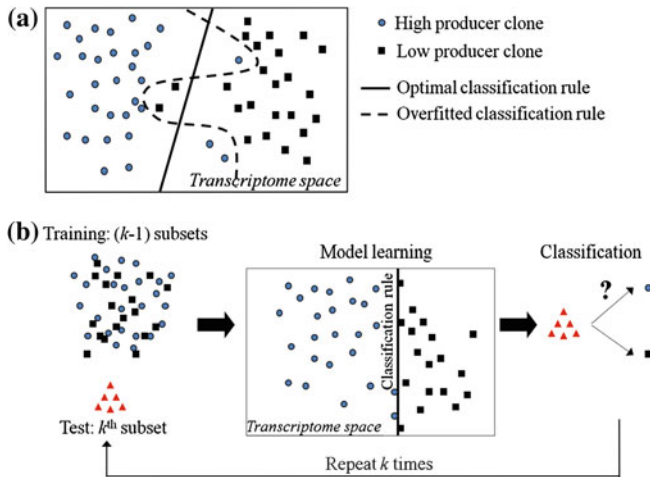 (a)
High producer clone
Low producer clone
Optimal classification rule
Overfitted classification rule
Transcriptome space
(b)
Training: (k-1) subsets
Model learning
Classification
Classification rule
?
Transcriptome space
Test: kth subset
Repeat k times